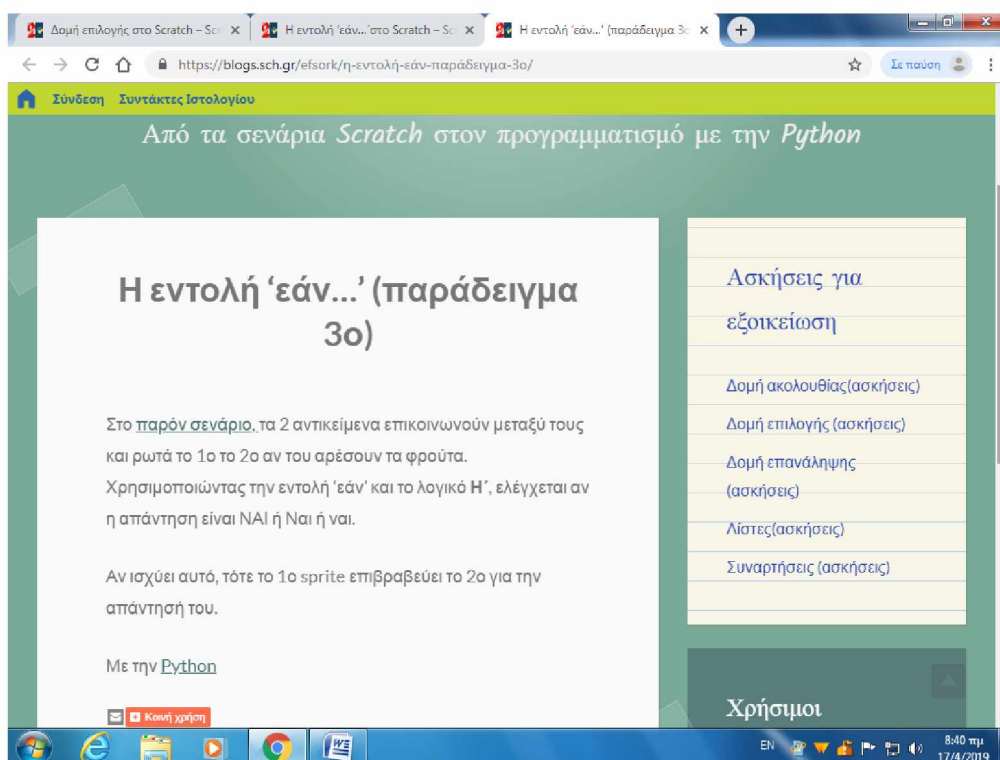 Δομή επιλογής στο Scratch – Scr
Η εντολή 'εάν…'στο Scratch – Sc
Η εντολή 'εάν…' (παράδειγμα 3ο
https://blogs.sch.gr/efsork/η-εντολή-εάν-παράδειγμα-3ο/
Σε παύση
Σύνδεση Συντάκτες Ιστολογίου
Από τα σενάρια Scratch στον προγραμματισμό με την Python
Η εντολή ‘εάν…’ (παράδειγμα
3ο)
Στο παρόν σενάριο, τα 2 αντικείμενα επικοινωνούν μεταξύ τους
και ρωτά το 1ο το 2ο αν του αρέσουν τα φρούτα.
Χρησιμοποιώντας την εντολή ‘εάν’ και το λογικό Η΄, ελέγχεται αν
η απάντηση είναι ΝΑΙ ή Ναι ή ναι.
Αν ισχύει αυτό, τότε το 1ο sprite επιβραβεύει το 2ο για την
απάντησή του.
Με την Python
Κοινή χρήση
Ασκήσεις για
εξοικείωση
Δομή ακολουθίας(ασκήσεις)
Δομή επιλογής (ασκήσεις)
Δομή επανάληψης
(ασκήσεις)
Λίστες(ασκήσεις)
Συναρτήσεις (ασκήσεις)
Χρήσιμοι
EN
8:40 πμ
17/4/2019